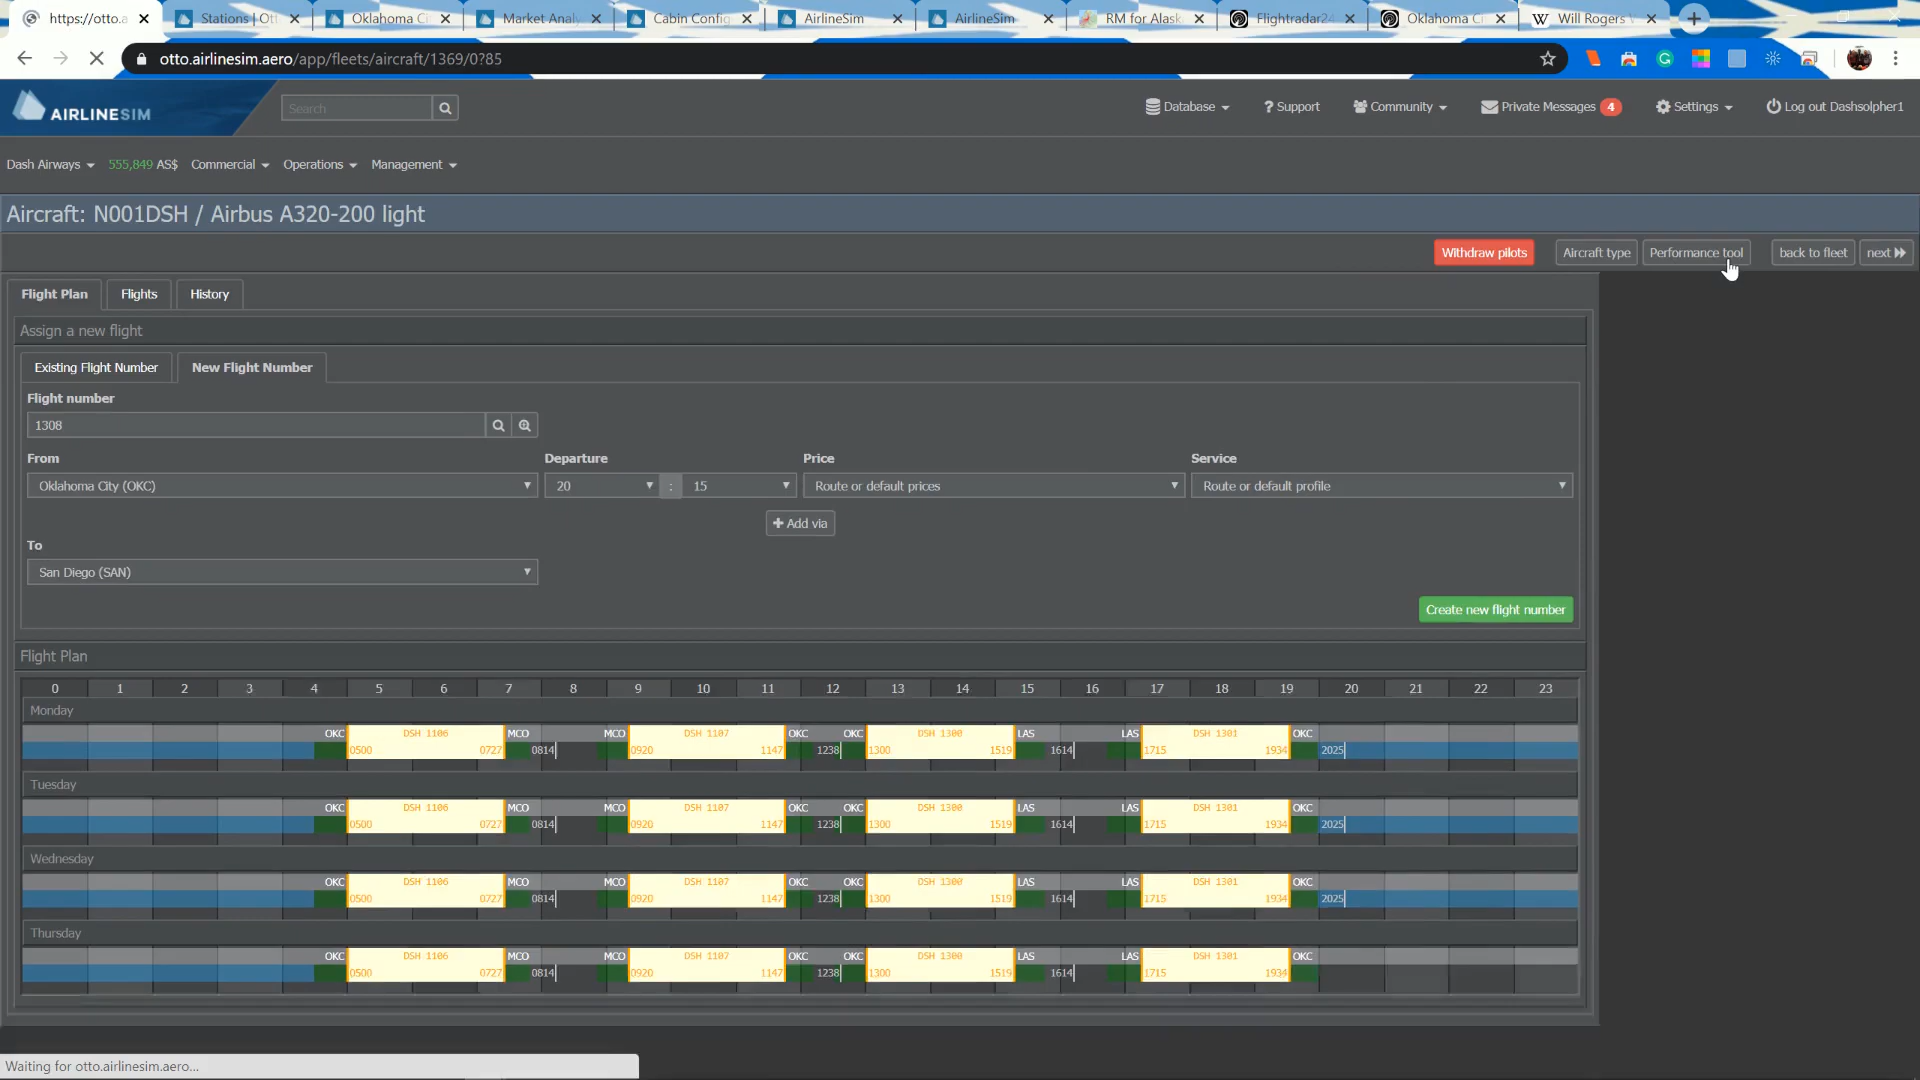 https://otto.a
Stations | Ott
Oklahoma Ci
Market Analy
Cabin Config
AirlineSim
AirlineSim
RM for Alask
Flightradar24
Oklahoma Ci
Will Rogers W
otto.airlinesim.aero/app/fleets/aircraft/1369/0?85
AIRLINESIM
Search
Database
? Support
Community
Private Messages 4
Settings
Log out Dashsolpher1
Dash Airways
555,849 AS$
Commercial
Operations
Management
Aircraft: N001DSH / Airbus A320-200 light
Withdraw pilots
Aircraft type
Performance tool
back to fleet
next
Flight Plan
Flights
History
Assign a new flight
Existing Flight Number
New Flight Number
Flight number
1308
From
Departure
Price
Service
Oklahoma City (OKC)
20 : 15
Route or default prices
Route or default profile
+ Add via
To
San Diego (SAN)
Create new flight number
Flight Plan
0 1 2 3 4 5 6 7 8 9 10 11 12 13 14 15 16 17 18 19 20 21 22 23
Monday
OKC DSH 1106 MCO MCO DSH 1107 OKC OKC DSH 1300 LAS LAS DSH 1301 OKC
0500 0727 0814 0920 1147 1238 1300 1519 1614 1715 1934 2025
Tuesday
OKC DSH 1106 MCO MCO DSH 1107 OKC OKC DSH 1300 LAS LAS DSH 1301 OKC
0500 0727 0814 0920 1147 1238 1300 1519 1614 1715 1934 2025
Wednesday
OKC DSH 1106 MCO MCO DSH 1107 OKC OKC DSH 1300 LAS LAS DSH 1301 OKC
0500 0727 0814 0920 1147 1238 1300 1519 1614 1715 1934 2025
Thursday
OKC DSH 1106 MCO MCO DSH 1107 OKC OKC DSH 1300 LAS LAS DSH 1301 OKC
0500 0727 0814 0920 1147 1238 1300 1519 1614 1715 1934
Waiting for otto.airlinesim.aero...